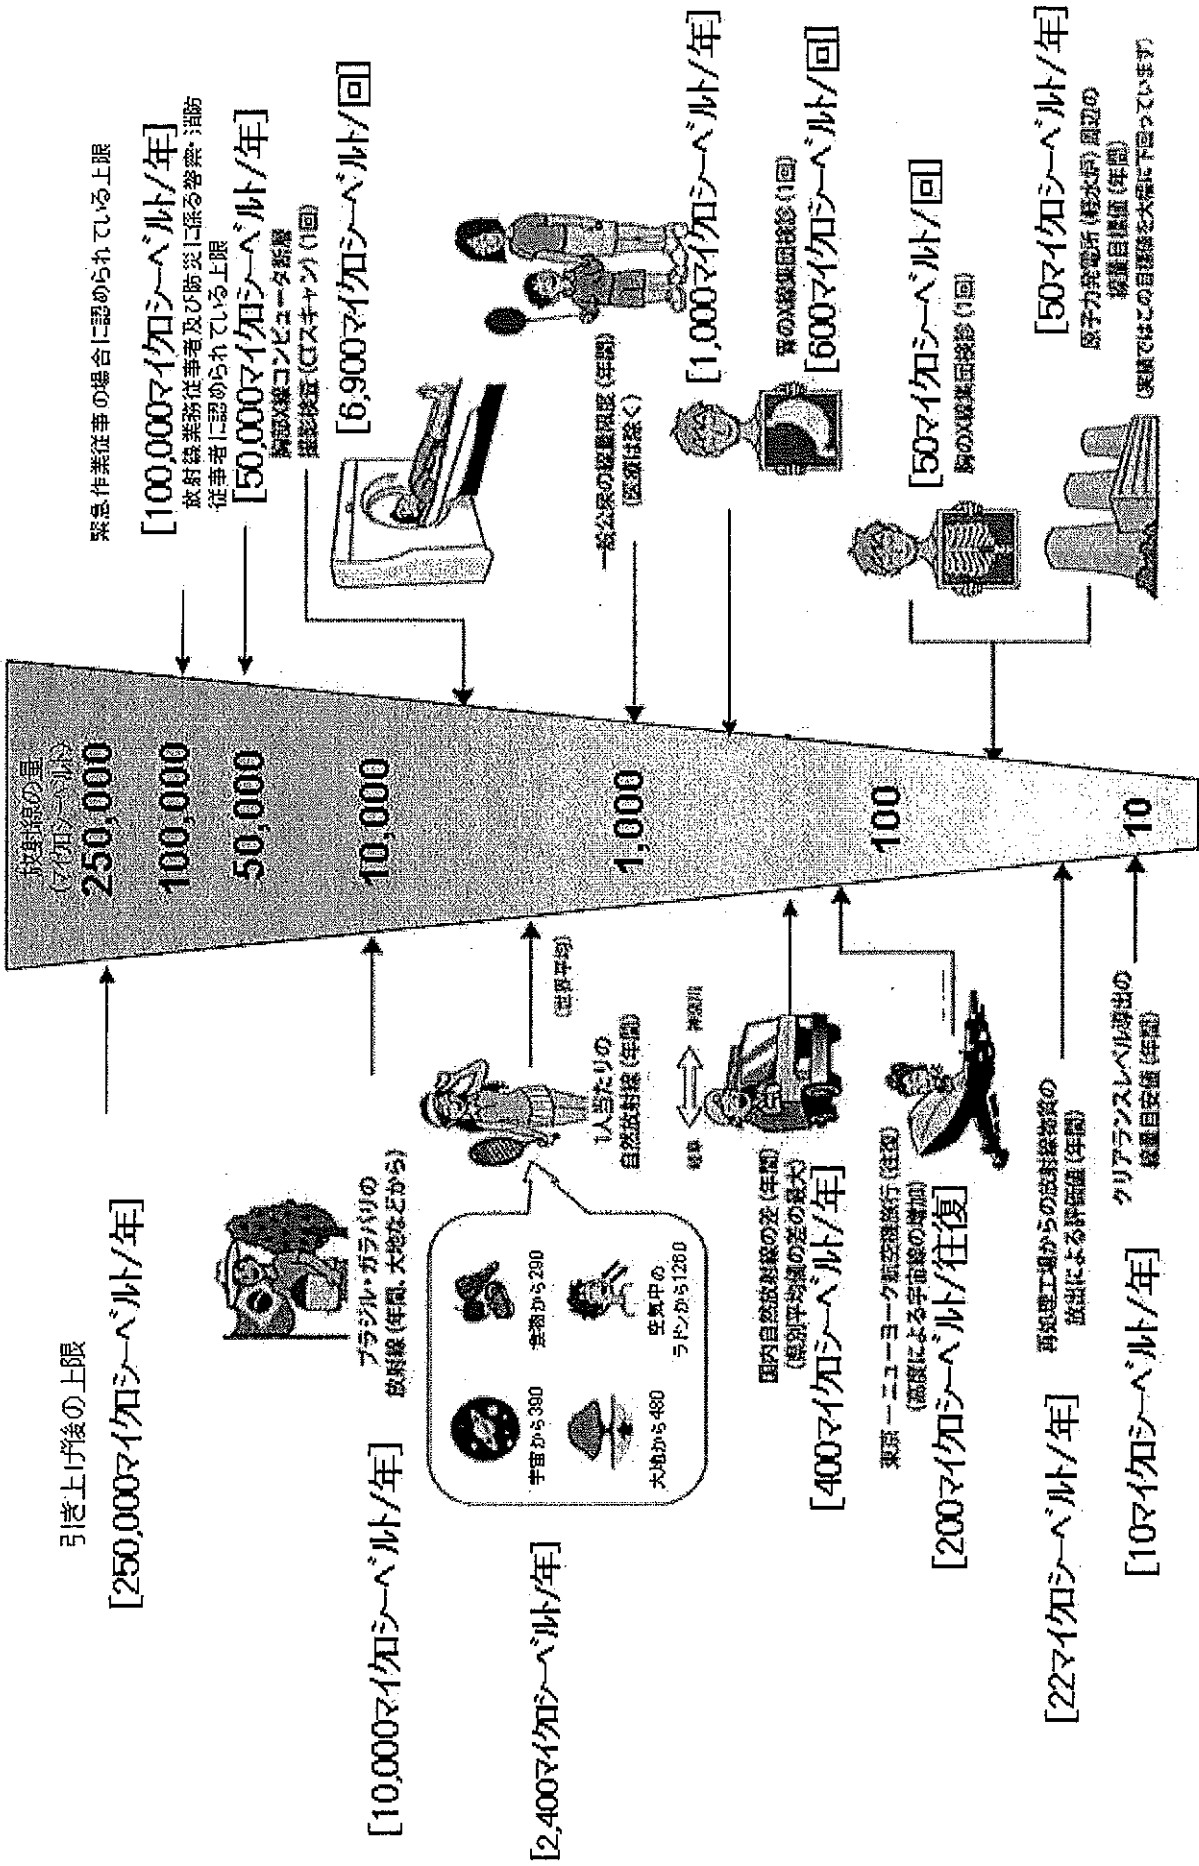 放射線の量
(マイクロシーベルト)
250,000
100,000
50,000
10,000
1,000
100
10
引き上げ後の上限
[250,000マイクロシーベルト/年]
ブラジル・ガラパリの
放射線(年間、大地などから)
[10,000マイクロシーベルト/年]
(世界平均)
1人当たりの
自然放射線(年間)
宇宙から390
食物から290
大地から480
空気中の
ラドンから1260
[2,400マイクロシーベルト/年]
岐阜
神奈川
国内自然放射線の差(年間)
(県別平均値の差の最大)
[400マイクロシーベルト/年]
東京ーニューヨーク航空機旅行(往復)
(高度による宇宙線の増加)
[200マイクロシーベルト/往復]
再処理工場からの放射線物質の
放出による評価値(年間)
[22マイクロシーベルト/年]
クリアランスレベル導出の
線量目安値(年間)
[10マイクロシーベルト/年]
緊急作業従事の場合に認められている上限
[100,000マイクロシーベルト/年]
放射線業務従事者及び防災に係る警察・消防
従事者に認められている上限
[50,000マイクロシーベルト/年]
胸部X線コンピュータ断層
撮影検査(CTスキャン)(1回)
[6,900マイクロシーベルト/回]
一般公衆の線量限度(年間)
(医療は除く)
[1,000マイクロシーベルト/年]
胃のX線集団検診(1回)
[600マイクロシーベルト/回]
[50マイクロシーベルト/回]
胸のX線集団検診(1回)
[50マイクロシーベルト/年]
原子力発電所(軽水炉)周辺の
線量目標値(年間)
(実績ではこの目標値を大幅に下回っています)